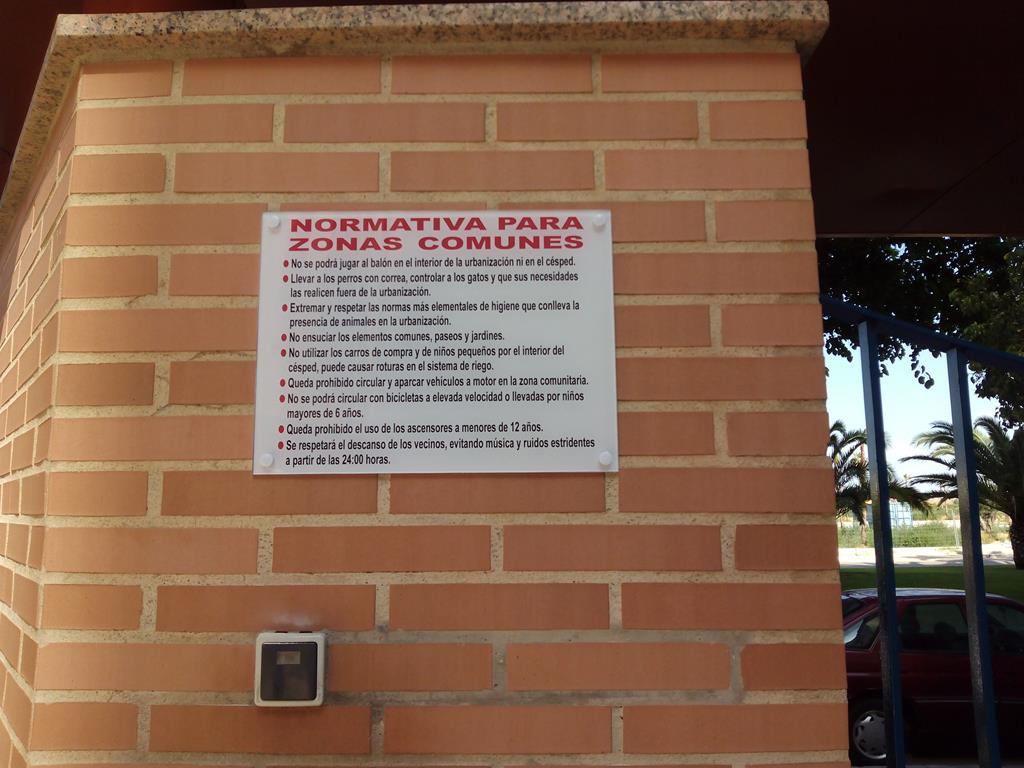 NORMATIVA PARA
ZONAS COMUNES
● No se podrá jugar al balón en el interior de la urbanización ni en el césped.
● Llevar a los perros con correa, controlar a los gatos y que sus necesidades
las realicen fuera de la urbanización.
● Extremar y respetar las normas más elementales de higiene que conlleva la
presencia de animales en la urbanización.
● No ensuciar los elementos comunes, paseos y jardines.
● No utilizar los carros de compra y de niños pequeños por el interior del
césped, puede causar roturas en el sistema de riego.
● Queda prohibido circular y aparcar vehículos a motor en la zona comunitaria.
● No se podrá circular con bicicletas a elevada velocidad o llevadas por niños
mayores de 6 años.
● Queda prohibido el uso de los ascensores a menores de 12 años.
● Se respetará el descanso de los vecinos, evitando música y ruidos estridentes
a partir de las 24:00 horas.